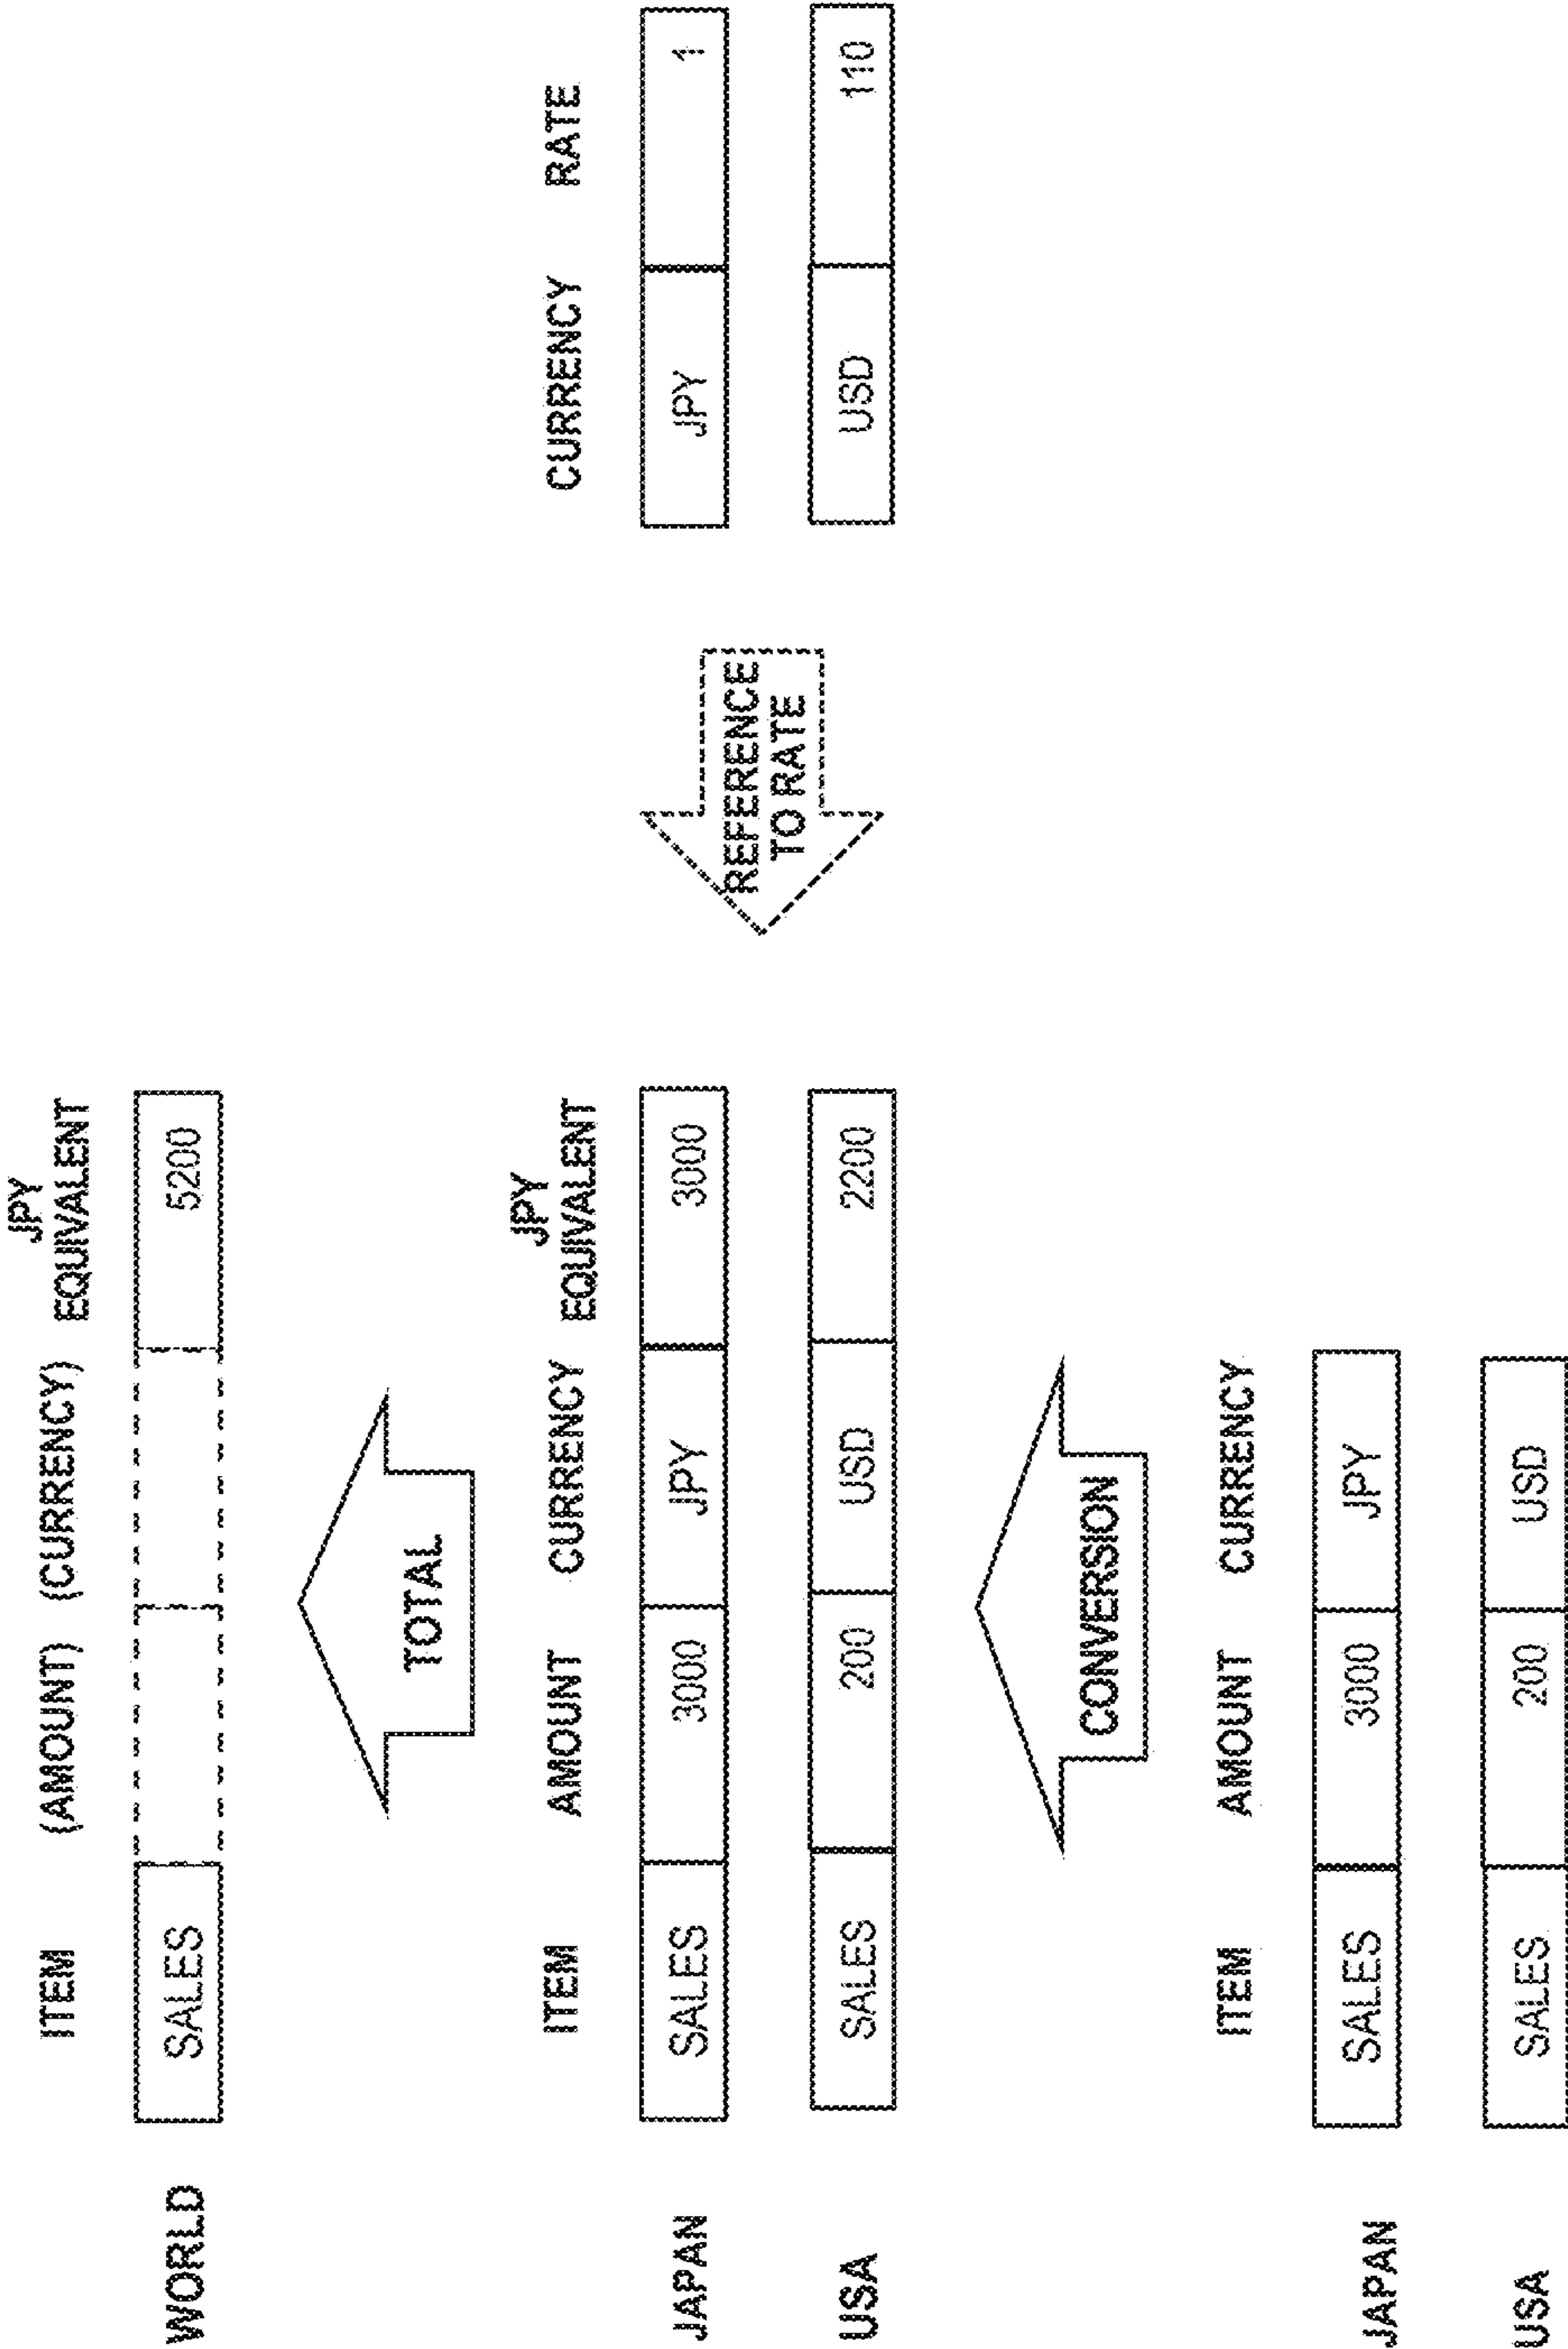 JPY
ITEM (AMOUNT) (CURRENCY) EQUIVALENT
WORLD SALES 5200
TOTAL
JPY
ITEM AMOUNT CURRENCY EQUIVALENT
JAPAN SALES 3000 JPY 3000
USA SALES 200 USD 2200
REFERENCE
TO RATE
CURRENCY RATE
JPY 1
USD 110
CONVERSION
ITEM AMOUNT CURRENCY
JAPAN SALES 3000 JPY
USA SALES 200 USD